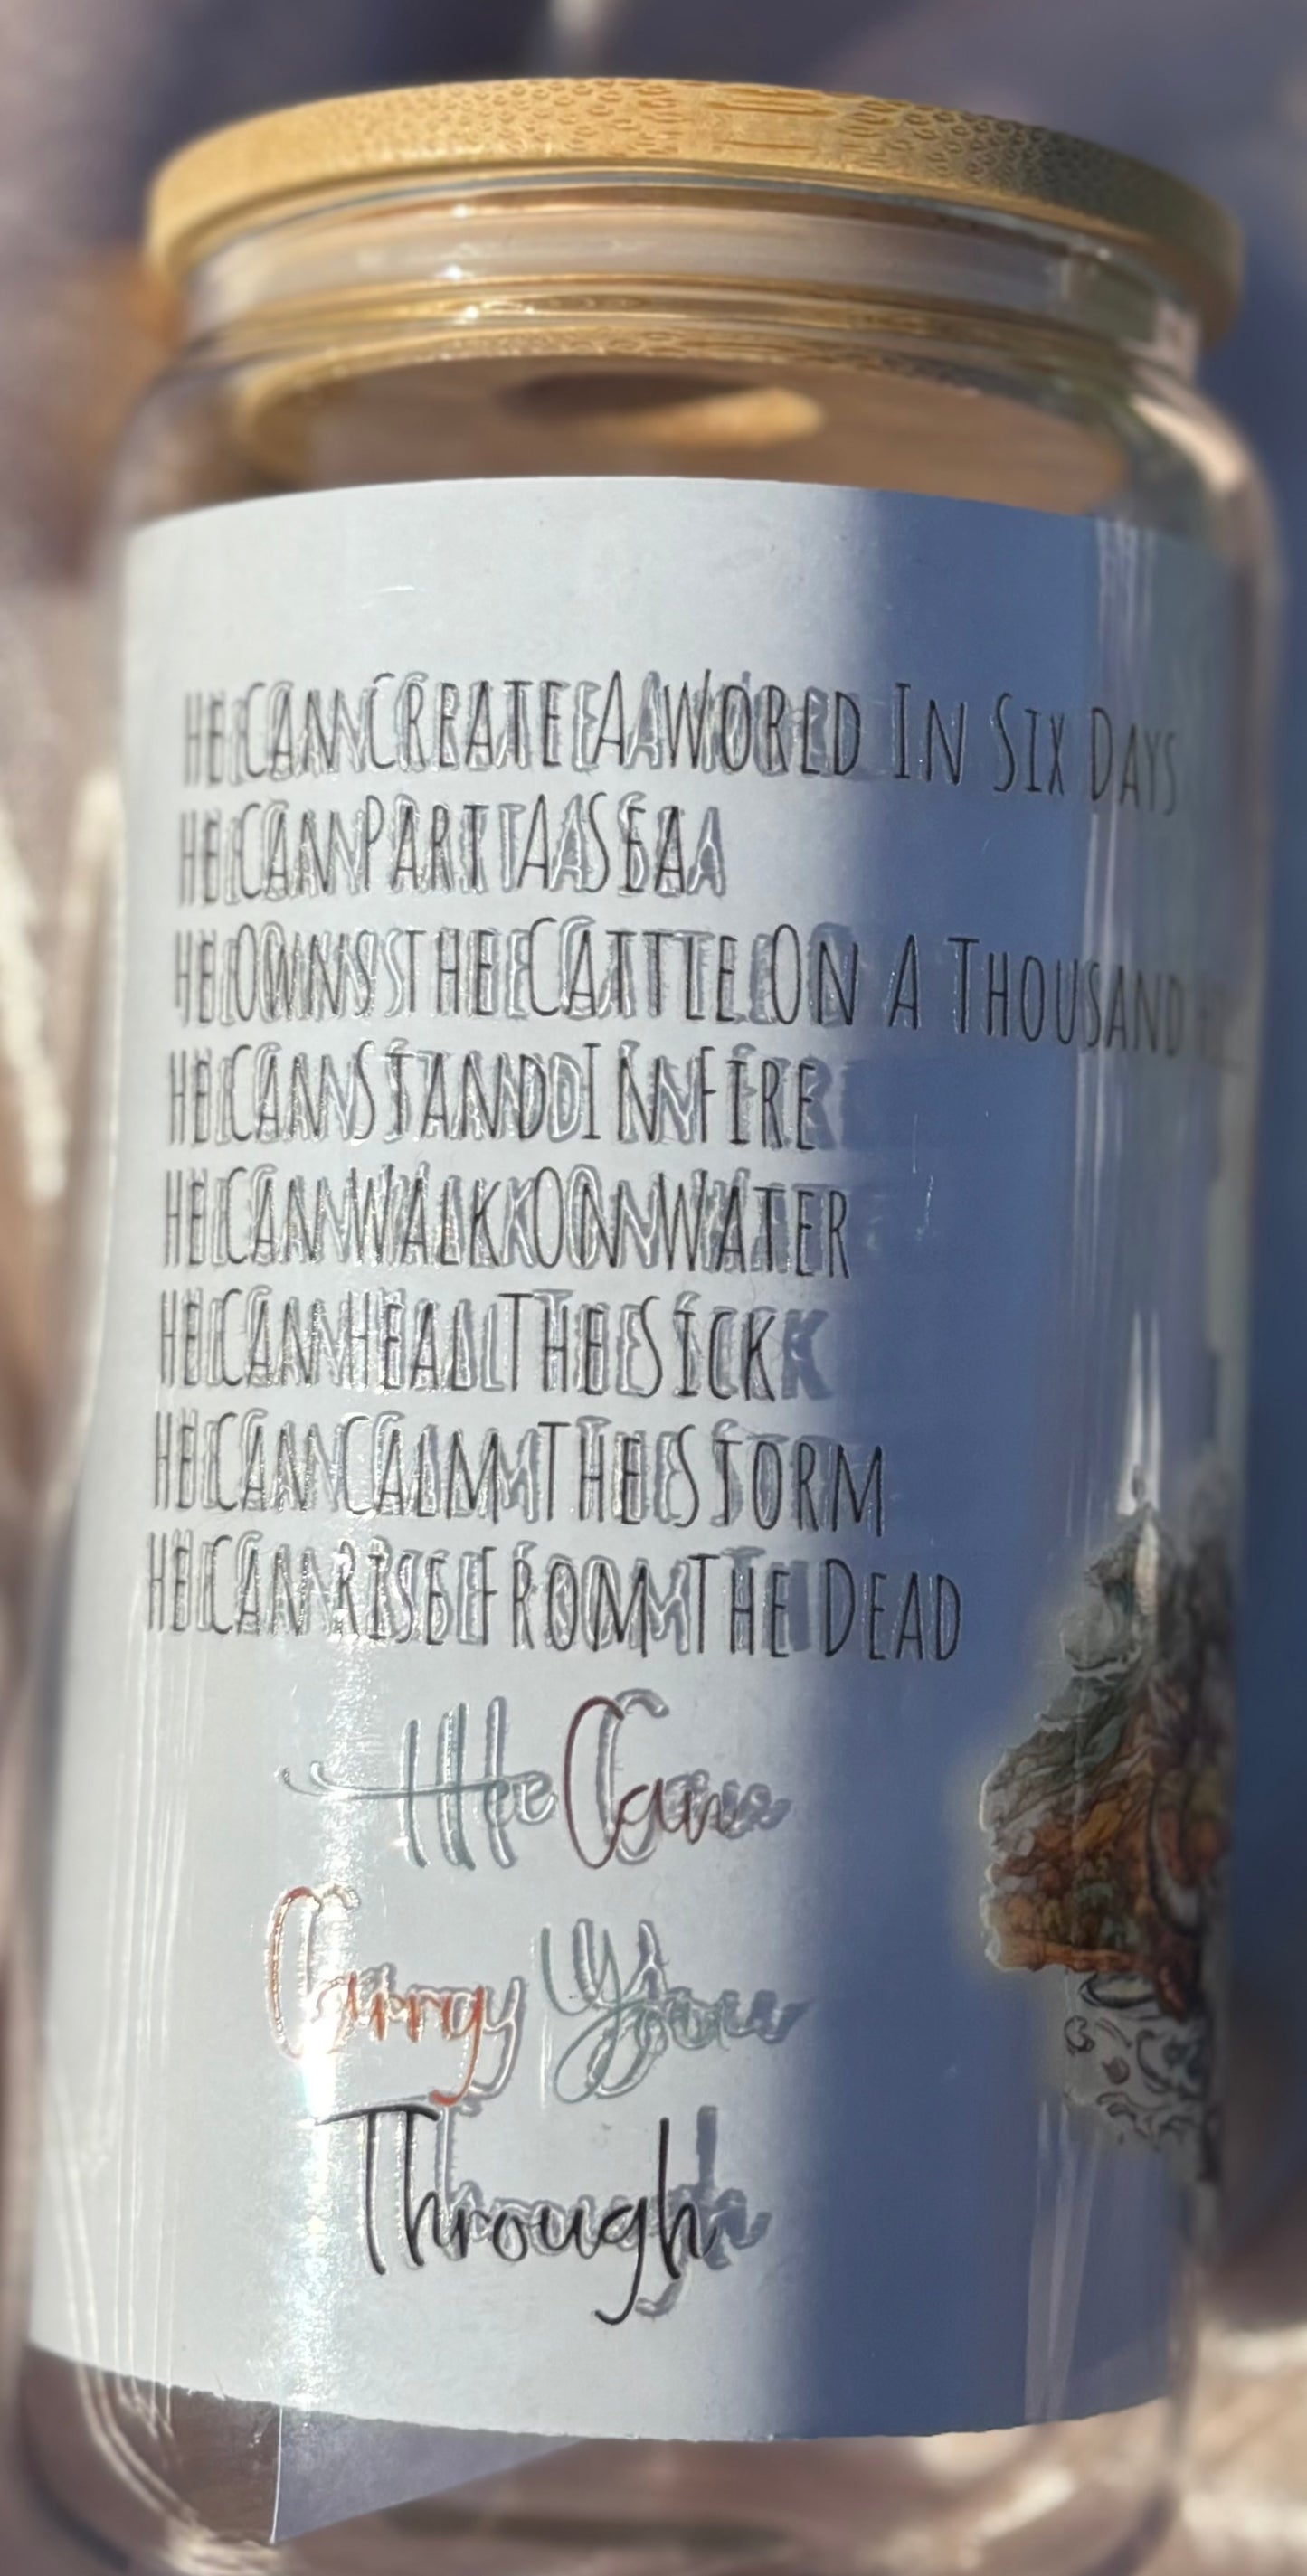 He Can Create A World In Six Days
He Can Part A Sea
He Owns The Cattle On A Thousand
He Can Stand In Fire
He Can Walk On Water
He Can Heal The Sick
He Can Calm The Storm
He Can Rise From The Dead
He Can
Carry You
Through